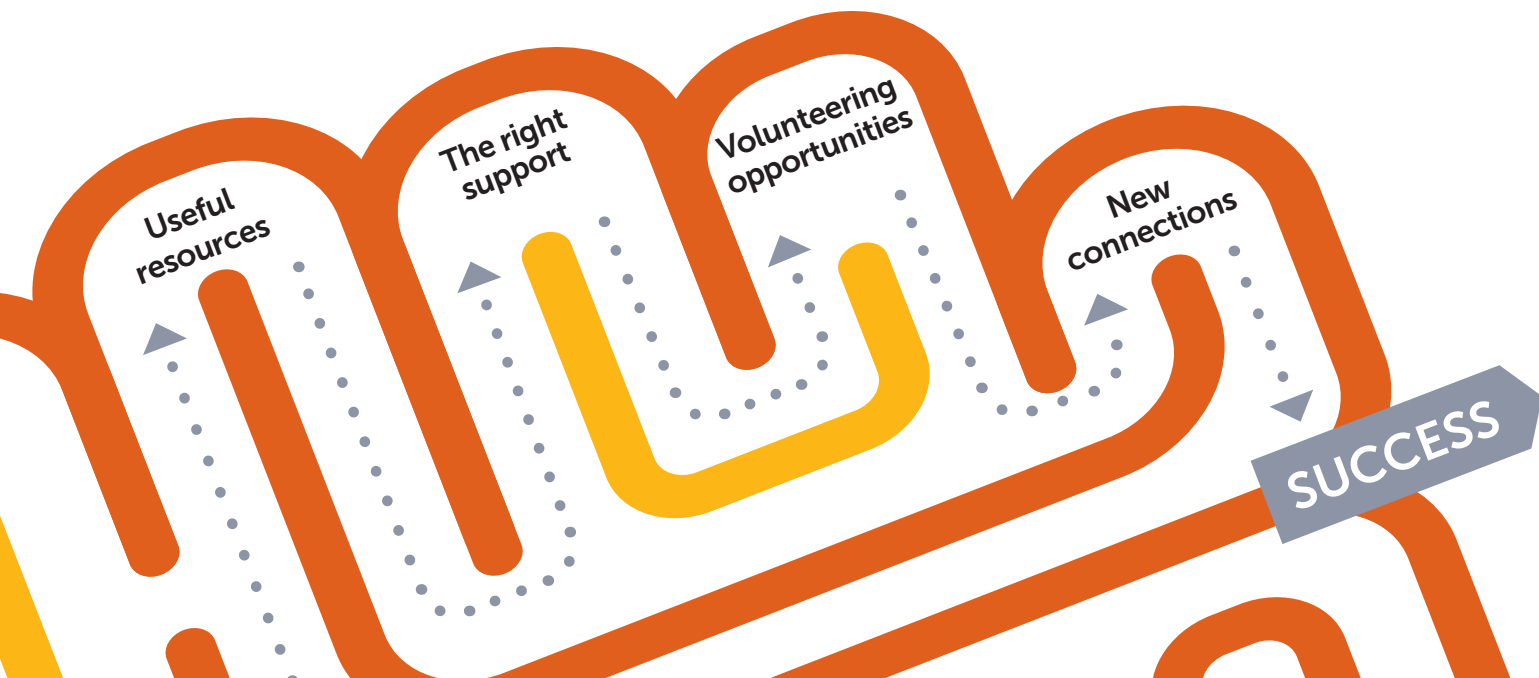 Useful
resources
The right
support
Volunteering
opportunities
New
connections
SUCCESS